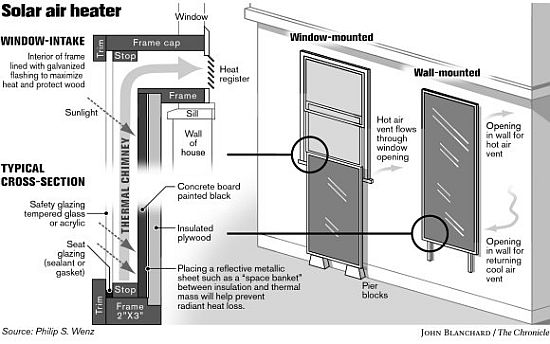 Solar air heater
WINDOW-INTAKE
Interior of frame
lined with galvanized
flashing to maximize
heat and protect wood
Sunlight
TYPICAL
CROSS-SECTION
Safety glazing
tempered glass
or acrylic
Seat
glazing
(sealant or
gasket)
Trim
Frame cap
Stop
Window
Heat
register
Frame
Sill
Wall
of
house
THERMAL CHIMNEY
Concrete board
painted black
Insulated
plywood
Placing a reflective metallic
sheet such as a "space banket"
between insulation and thermal
mass will help prevent
radiant heat loss.
Stop
Trim
Frame
2"X3"
Window-mounted
Hot air
vent flows
through
window
opening
Pier
blocks
Wall-mounted
Opening
in wall for
hot air
vent
Opening
in wall for
returning
cool air
vent
Source: Philip S. Wenz
JOHN BLANCHARD / The Chronicle